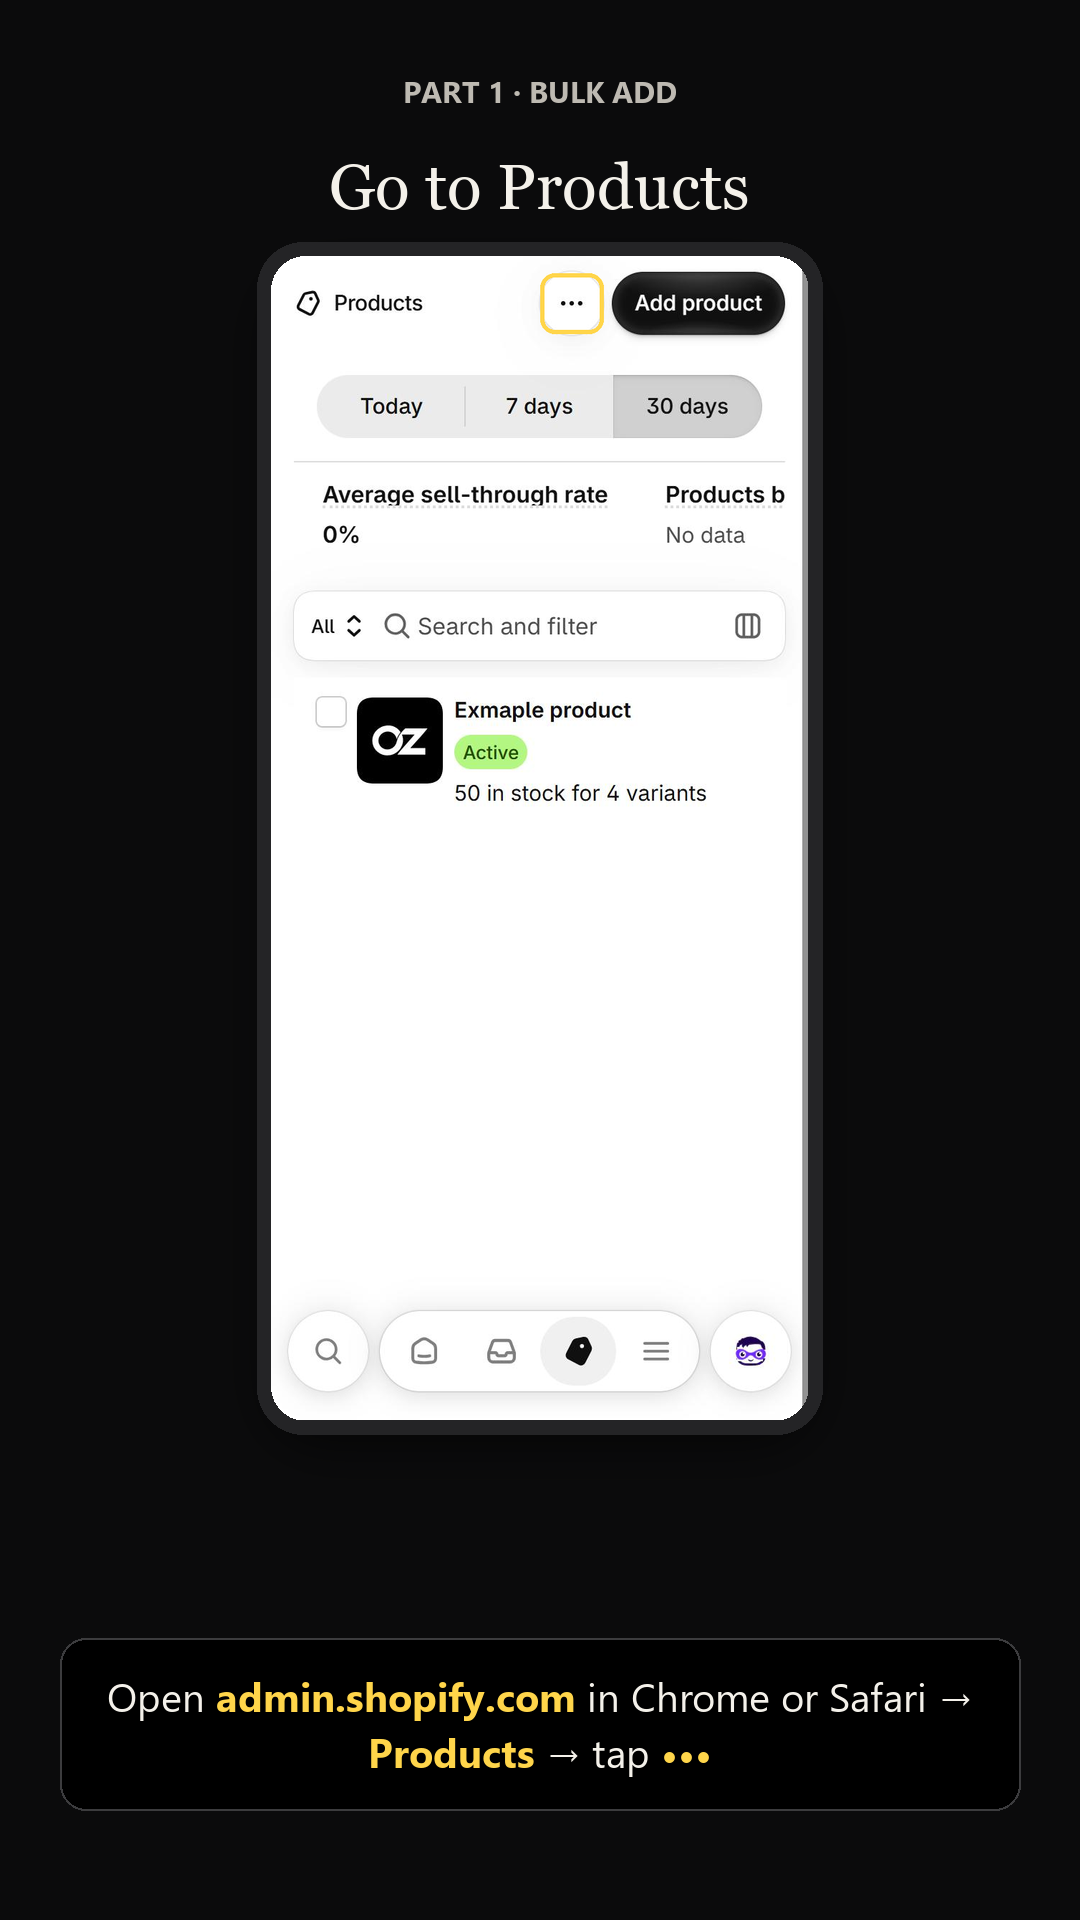 PART 1 · BULK ADD
Go to Products
Products
Add product
Today
7 days
30 days
Average sell-through rate
Products b
0%
No data
All
Search and filter
Exmaple product
OZ
Active
50 in stock for 4 variants
Open admin.shopify.com in Chrome or Safari →
Products → tap •••